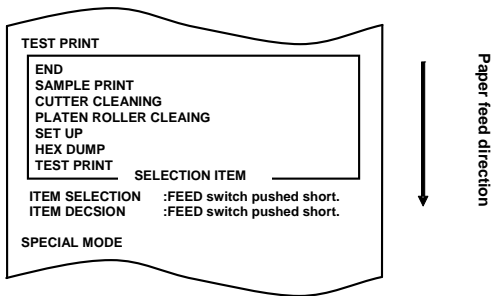 TEST PRINT
END
SAMPLE PRINT
CUTTER CLEANING
PLATEN ROLLER CLEAING
SET UP
HEX DUMP
TEST PRINT
SELECTION ITEM
ITEM SELECTION :FEED switch pushed short.
ITEM DECSION :FEED switch pushed short.
SPECIAL MODE
Paper feed direction